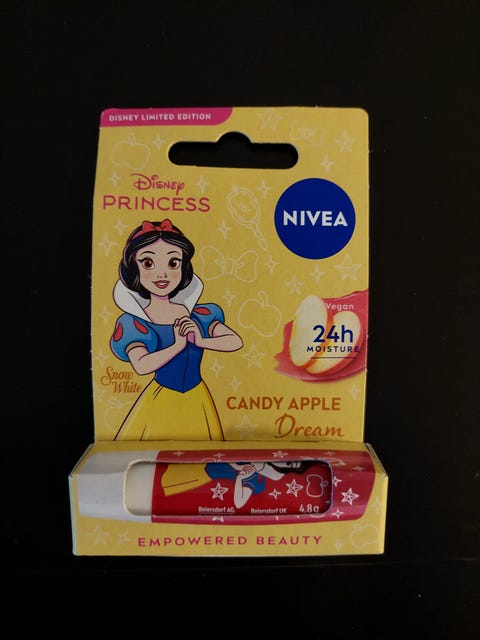 DISNEY LIMITED EDITION
Disney
PRINCESS
NIVEA
Vegan
24h
MOISTURE
Snow
White
CANDY APPLE
Dream
Beiersdorf AG, Beiersdorf UK 4,8g
EMPOWERED BEAUTY